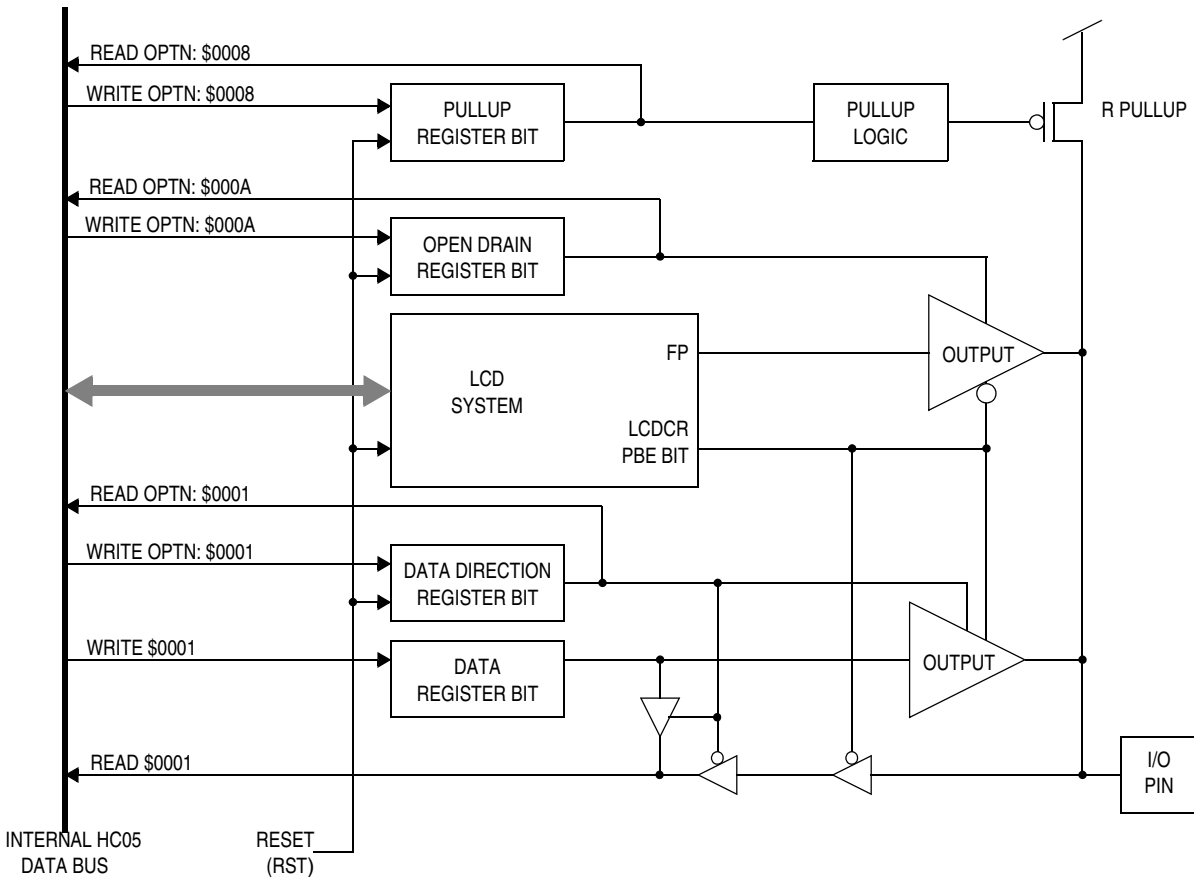 READ OPTN: $0008
WRITE OPTN: $0008
PULLUP
REGISTER BIT
PULLUP
LOGIC
R PULLUP
READ OPTN: $000A
WRITE OPTN: $000A
OPEN DRAIN
REGISTER BIT
OUTPUT
FP
LCD
SYSTEM
LCDCR
PBE BIT
READ OPTN: $0001
WRITE OPTN: $0001
DATA DIRECTION
REGISTER BIT
WRITE $0001
DATA
REGISTER BIT
OUTPUT
READ $0001
I/O
PIN
INTERNAL HC05
DATA BUS
RESET
(RST)